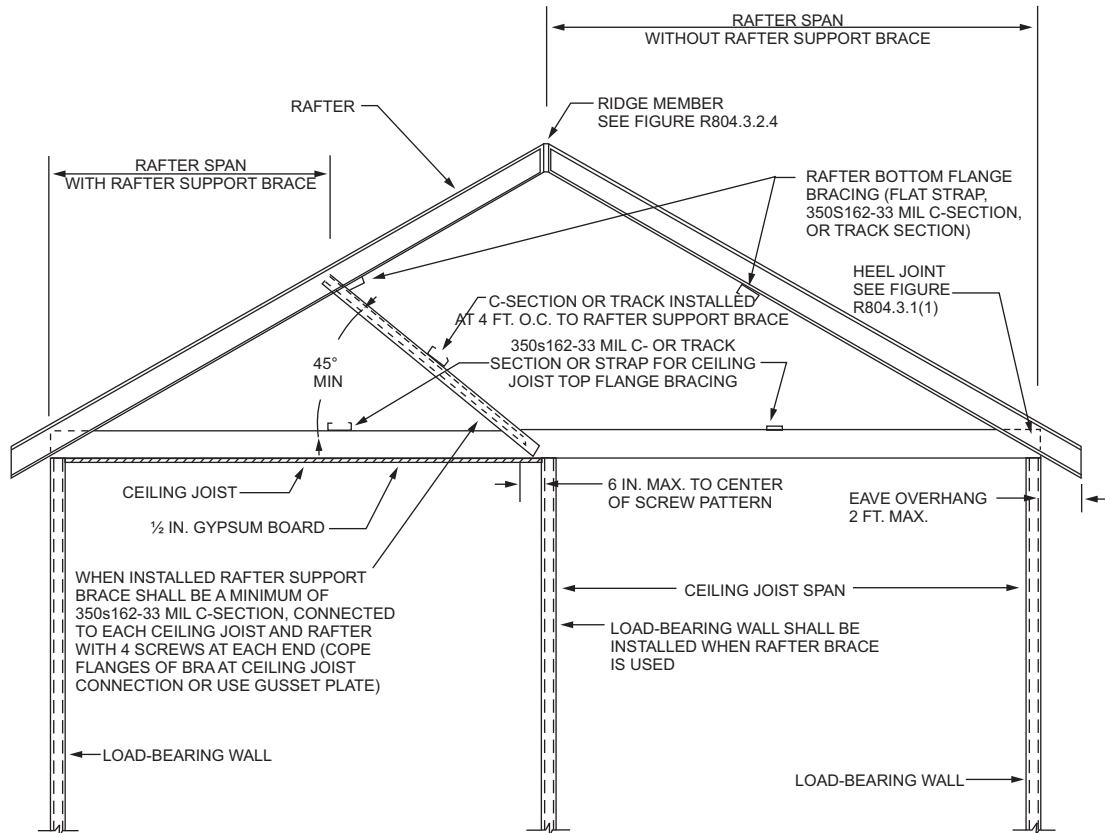 RAFTER SPAN
WITHOUT RAFTER SUPPORT BRACE
RAFTER
RIDGE MEMBER
SEE FIGURE R804.3.2.4
RAFTER SPAN
WITH RAFTER SUPPORT BRACE
RAFTER BOTTOM FLANGE
BRACING (FLAT STRAP,
350S162-33 MIL C-SECTION,
OR TRACK SECTION)
HEEL JOINT
SEE FIGURE
R804.3.1(1)
C-SECTION OR TRACK INSTALLED
AT 4 FT. O.C. TO RAFTER SUPPORT BRACE
350s162-33 MIL C- OR TRACK
SECTION OR STRAP FOR CEILING
JOIST TOP FLANGE BRACING
45°
MIN
CEILING JOIST
½ IN. GYPSUM BOARD
6 IN. MAX. TO CENTER
OF SCREW PATTERN
EAVE OVERHANG
2 FT. MAX.
WHEN INSTALLED RAFTER SUPPORT
BRACE SHALL BE A MINIMUM OF
350s162-33 MIL C-SECTION, CONNECTED
TO EACH CEILING JOIST AND RAFTER
WITH 4 SCREWS AT EACH END (COPE
FLANGES OF BRA AT CEILING JOIST
CONNECTION OR USE GUSSET PLATE)
CEILING JOIST SPAN
LOAD-BEARING WALL SHALL BE
INSTALLED WHEN RAFTER BRACE
IS USED
LOAD-BEARING WALL
LOAD-BEARING WALL